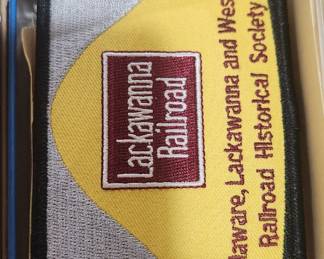 Lackawanna
Railroad
laware, Lackawanna and Wes
Railroad Historical Society